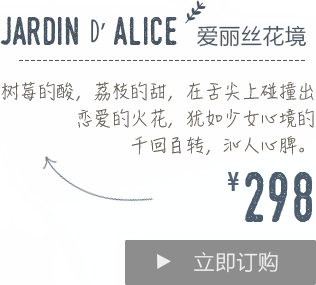 JARDIN D' ALICE 爱丽丝花境
树莓的酸，荔枝的甜，在舌尖上碰撞出
恋爱的火花，犹如少女心境的
千回百转，沁人心脾。
¥298
立即订购